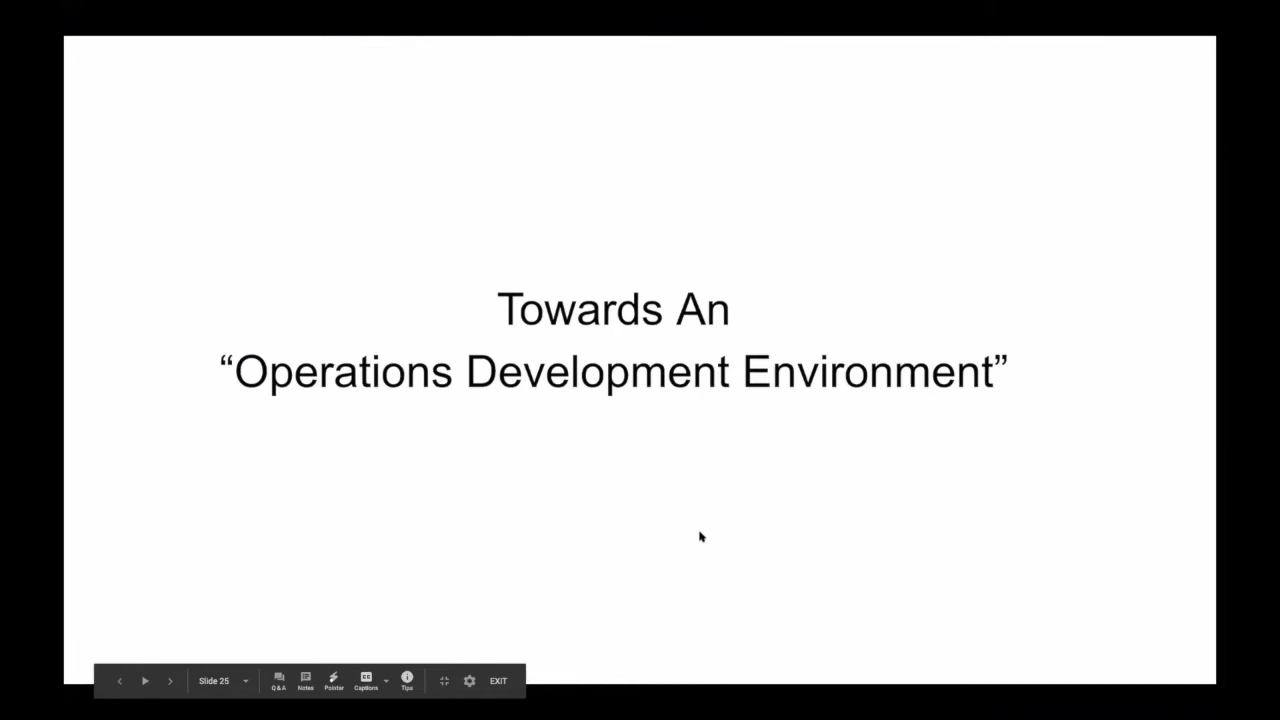 Towards An
“Operations Development Environment”
Slide 25
Q&A
Notes
Pointer
Captions
Tips
EXIT